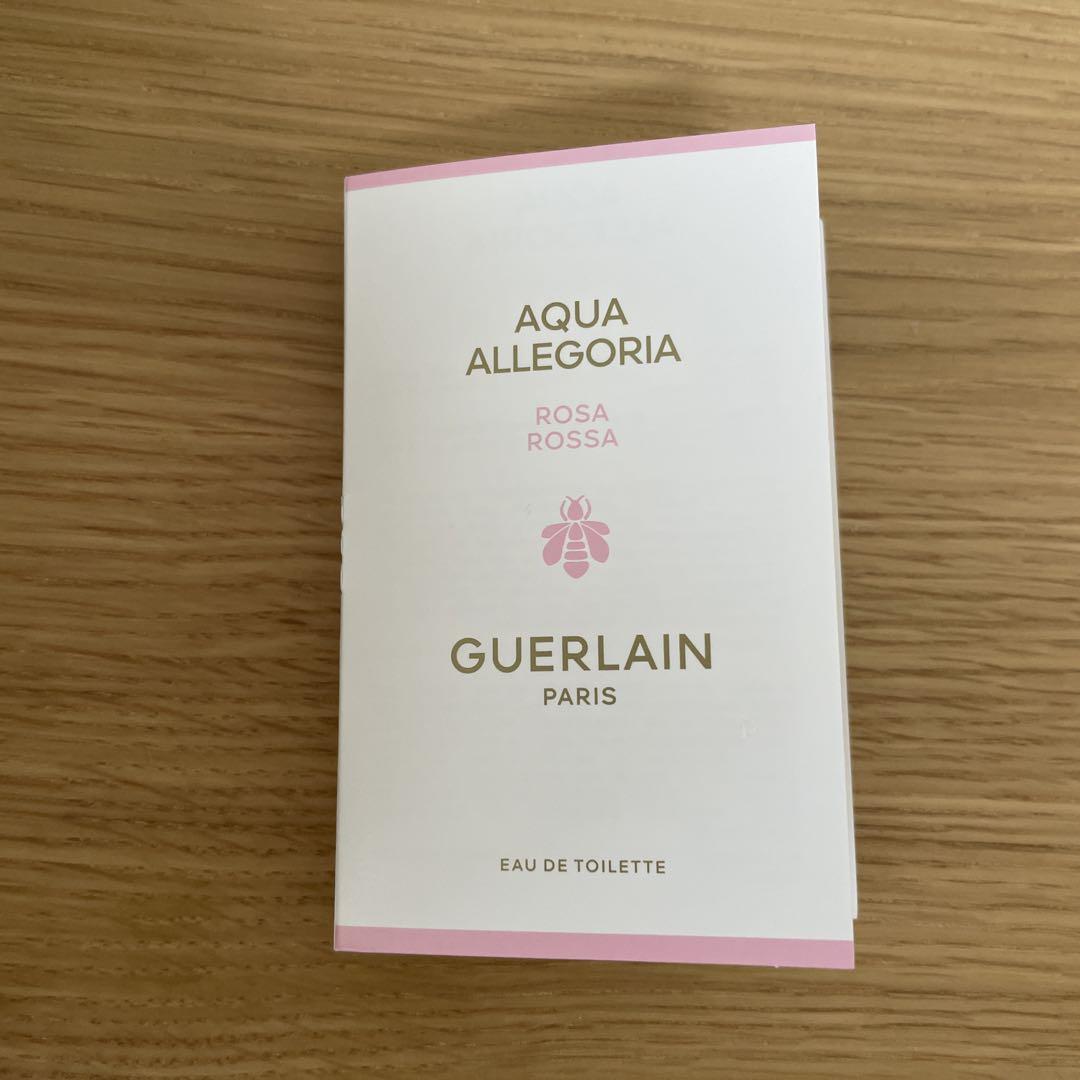 AQUA
ALLEGORIA
ROSA
ROSSA
GUERLAIN
PARIS
EAU DE TOILETTE